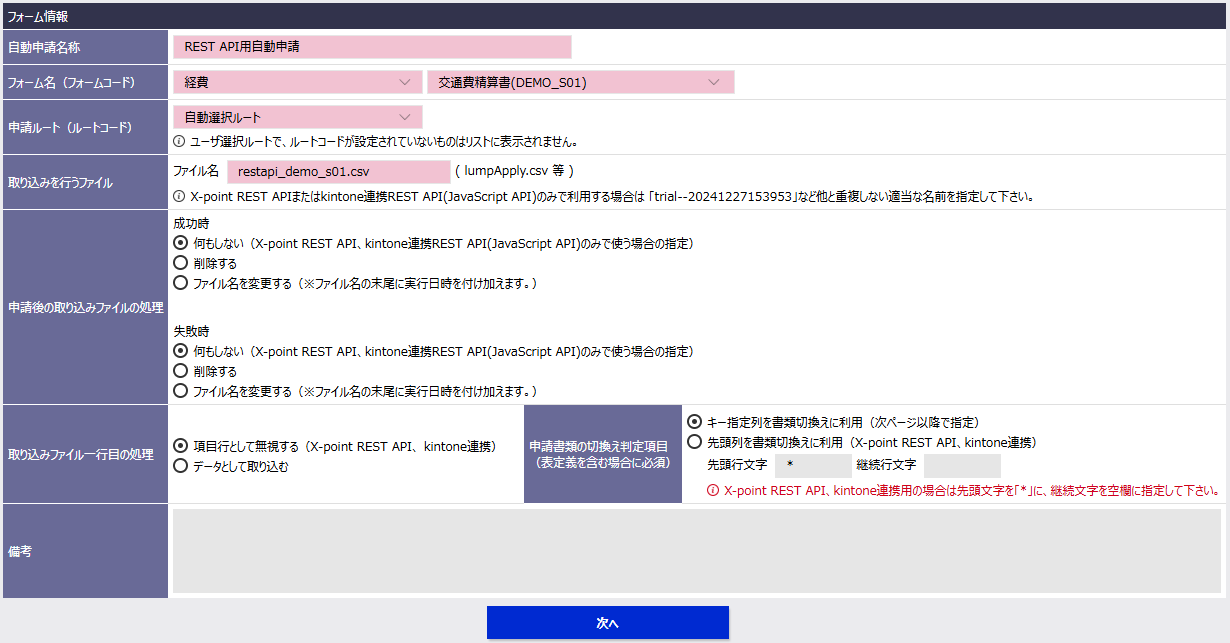 フォーム情報
自動申請名称
REST API用自動申請
フォーム名（フォームコード）
経費
交通費精算書(DEMO_S01)
申請ルート（ルートコード）
自動選択ルート
ユーザ選択ルートで、ルートコードが設定されていないものはリストに表示されません。
取り込みを行うファイル
ファイル名 restapi_demo_s01.csv ( lumpApply.csv 等 )
X-point REST APIまたはkintone連携REST API(JavaScript API)のみで利用する場合は「trial--20241227153953」など他と重複しない適当な名前を指定して下さい。
申請後の取り込みファイルの処理
成功時
何もしない（X-point REST API、kintone連携REST API(JavaScript API)のみで使う場合の指定）
削除する
ファイル名を変更する（※ファイル名の末尾に実行日時を付け加えます。）
失敗時
何もしない（X-point REST API、kintone連携REST API(JavaScript API)のみで使う場合の指定）
削除する
ファイル名を変更する（※ファイル名の末尾に実行日時を付け加えます。）
取り込みファイル一行目の処理
項目行として無視する（X-point REST API、 kintone連携）
データとして取り込む
申請書類の切換え判定項目
（表定義を含む場合に必須）
キー指定列を書類切換えに利用（次ページ以降で指定）
先頭列を書類切換えに利用（X-point REST API、kintone連携）
先頭行文字 * 継続行文字
X-point REST API、kintone連携用の場合は先頭文字を「*」に、継続文字を空欄に指定して下さい。
備考
次へ